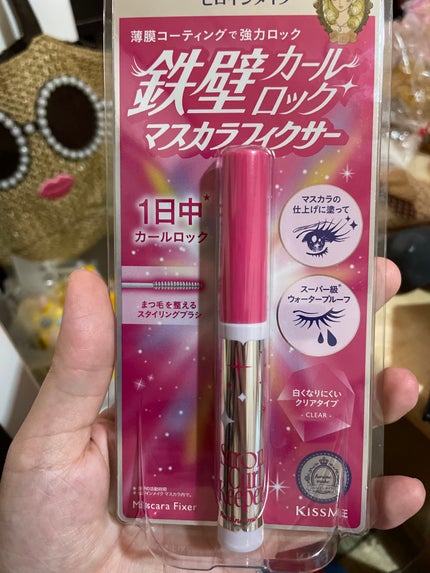 ヒロインメイク
薄膜コーティングで強力ロック
鉄壁カール
ロック
マスカラフィクサー
1日中*
カールロック
マスカラの
仕上げに塗って
まつ毛を整える
スタイリングブラシ
スーパー級*
ウォータープルーフ
白くなりにくい
クリアタイプ
- CLEAR -
Strong
Curl
Keeper
Mascara Fixer
KISSME